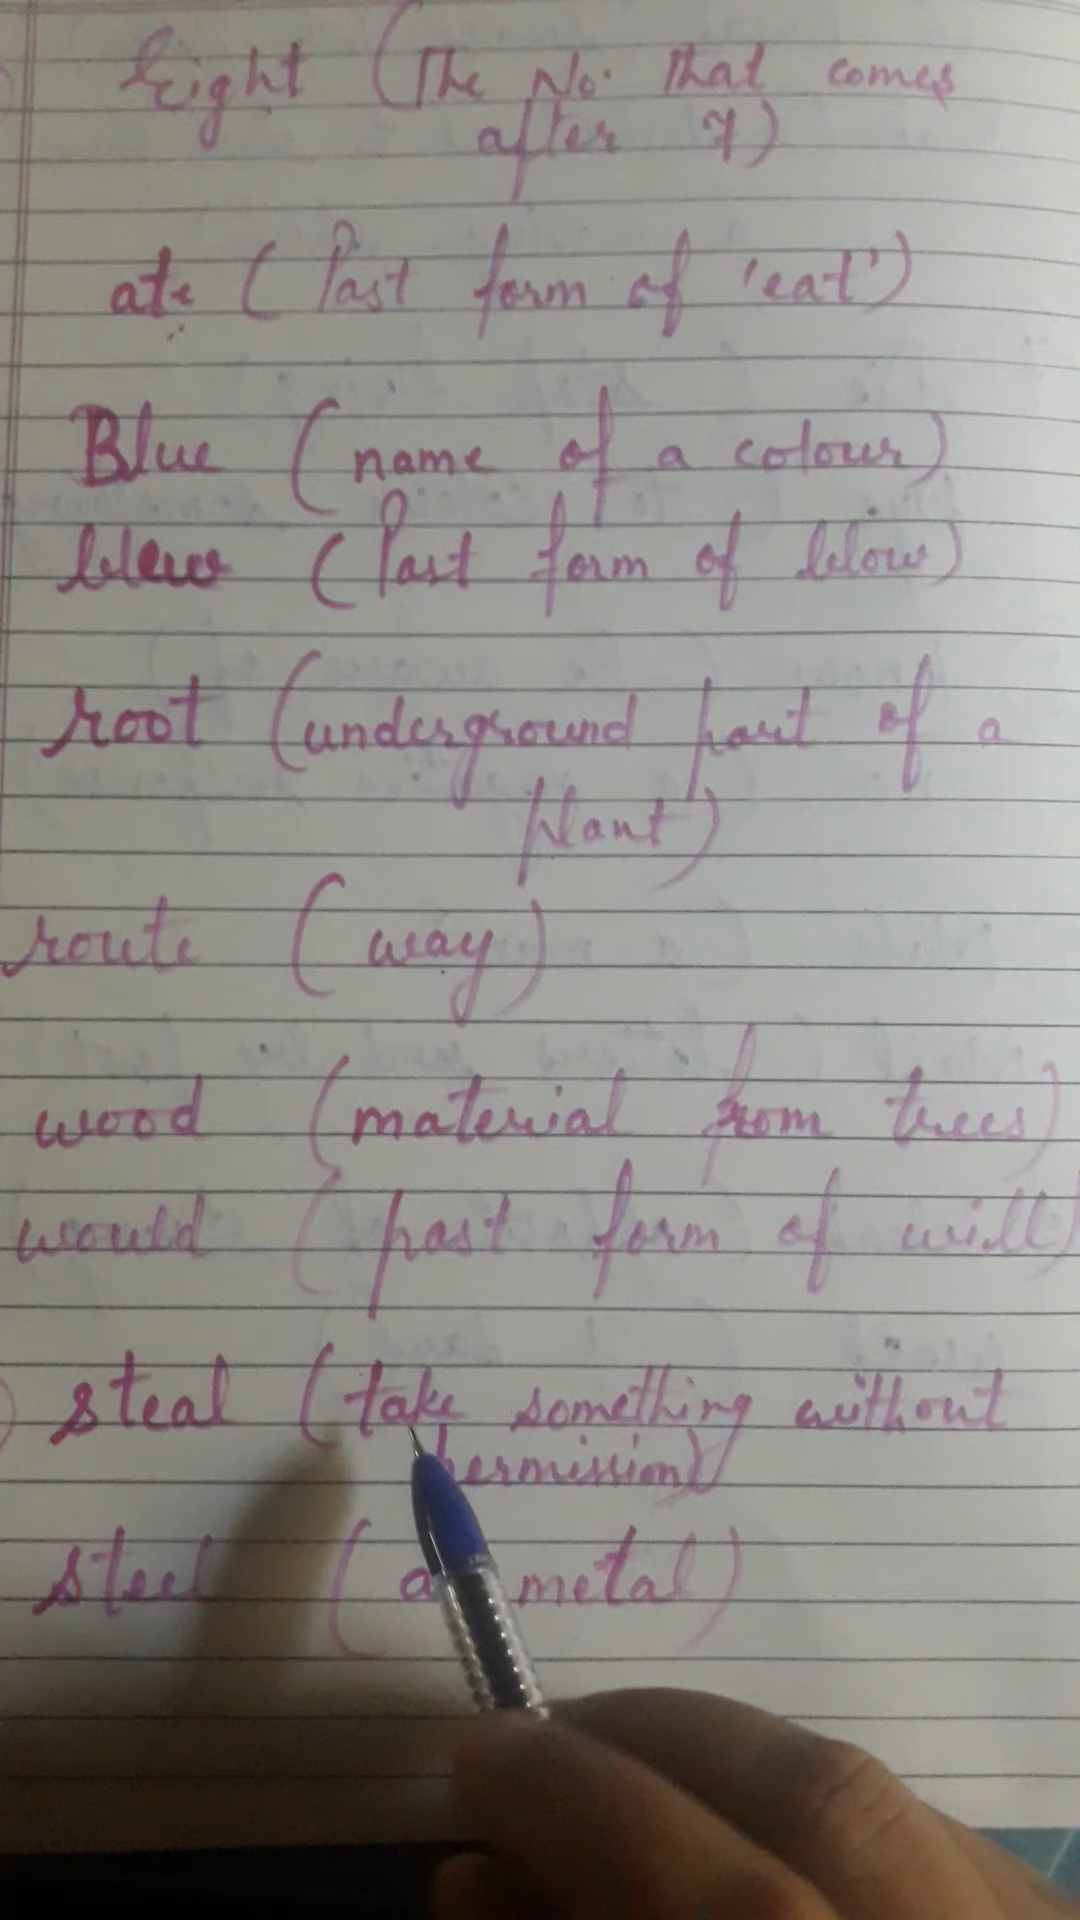 Eight (The No. That comes
after 7)
ate (Past form of 'eat')
Blue (name of a colour)
blew (Past form of blow)
root (underground part of a
plant)
route (way)
wood (material from trees)
would (past form of will)
steal (take something without
permission)
steel (a metal)